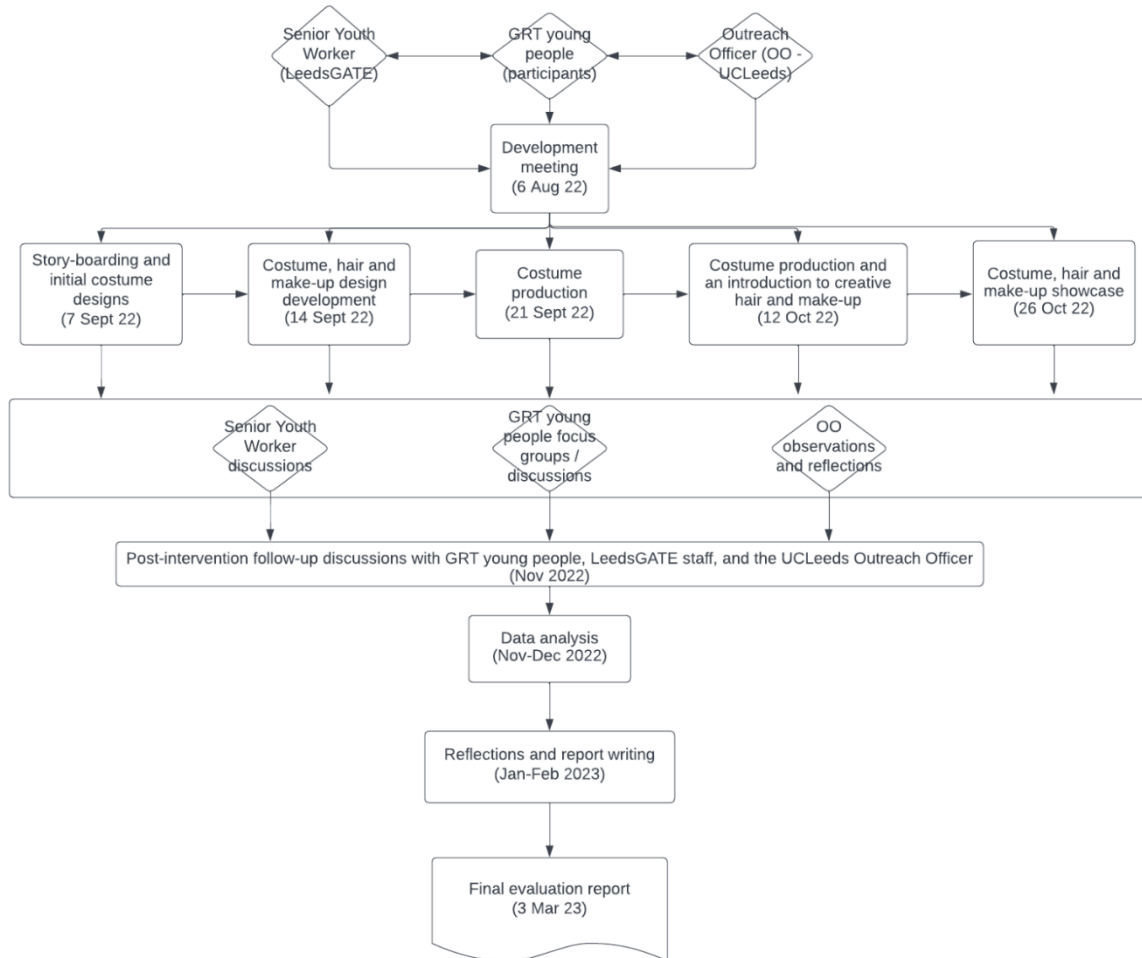 Senior Youth
Worker
(LeedsGATE)
GRT young
people
(participants)
Outreach
Officer (OO -
UCLeeds)
Development
meeting
(6 Aug 22)
Story-boarding and
initial costume
designs
(7 Sept 22)
Costume, hair and
make-up design
development
(14 Sept 22)
Costume
production
(21 Sept 22)
Costume production and
an introduction to creative
hair and make-up
(12 Oct 22)
Costume, hair and
make-up showcase
(26 Oct 22)
Senior Youth
Worker
discussions
GRT young
people focus
groups /
discussions
OO
observations
and reflections
Post-intervention follow-up discussions with GRT young people, LeedsGATE staff, and the UCLeeds Outreach Officer
(Nov 2022)
Data analysis
(Nov-Dec 2022)
Reflections and report writing
(Jan-Feb 2023)
Final evaluation report
(3 Mar 23)